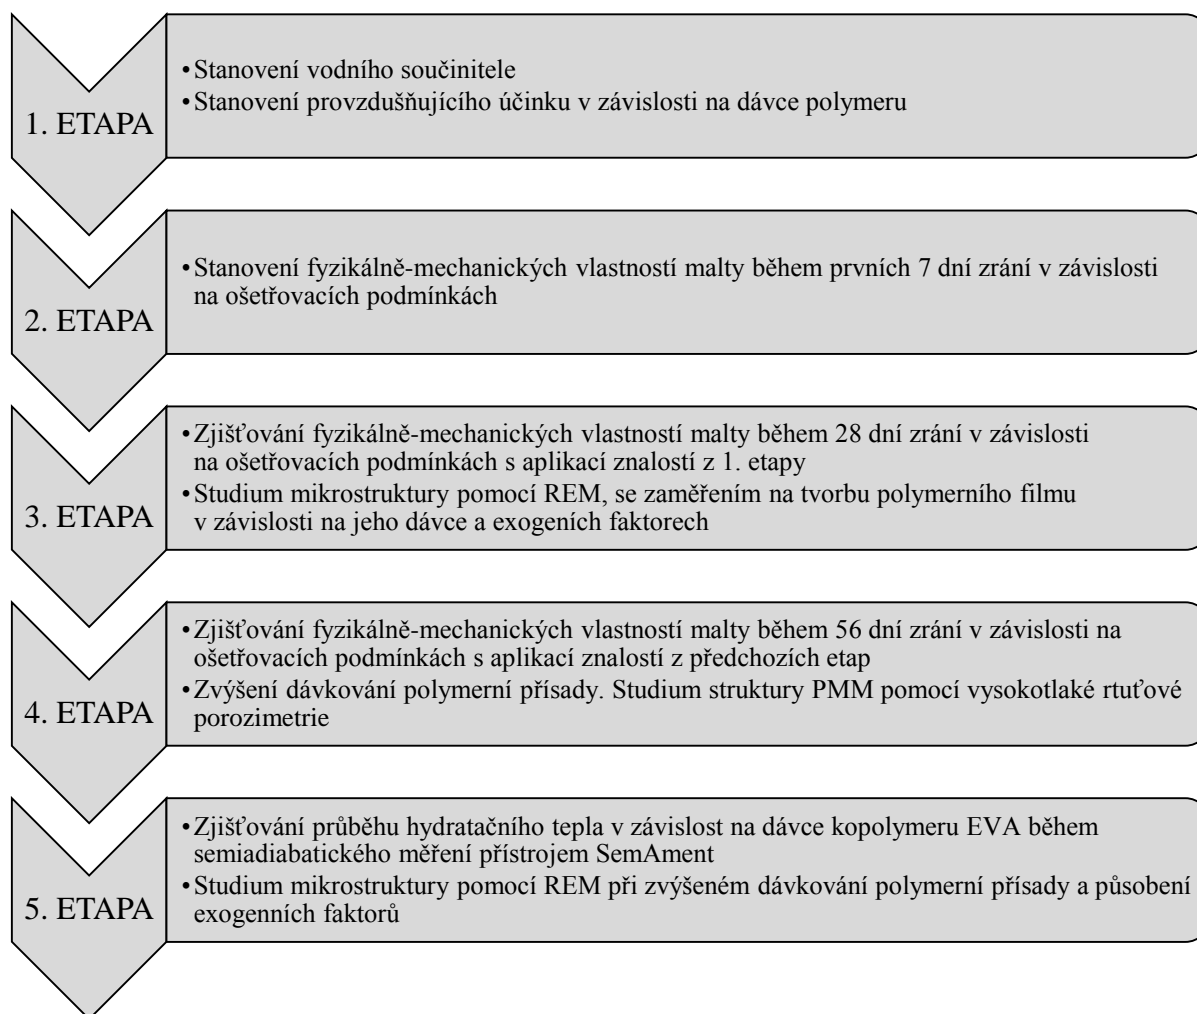 1. ETAPA
•Stanovení vodního součinitele
•Stanovení provzdušňujícího účinku v závislosti na dávce polymeru
2. ETAPA
•Stanovení fyzikálně-mechanických vlastností malty během prvních 7 dní zrání v závislosti
na ošetřovacích podmínkách
3. ETAPA
•Zjišťování fyzikálně-mechanických vlastností malty během 28 dní zrání v závislosti
na ošetřovacích podmínkách s aplikací znalostí z 1. etapy
•Studium mikrostruktury pomocí REM, se zaměřením na tvorbu polymerního filmu
v závislosti na jeho dávce a exogeních faktorech
4. ETAPA
•Zjišťování fyzikálně-mechanických vlastností malty během 56 dní zrání v závislosti na
ošetřovacích podmínkách s aplikací znalostí z předchozích etap
•Zvýšení dávkování polymerní přísady. Studium struktury PMM pomocí vysokotlaké rtuťové
porozimetrie
5. ETAPA
•Zjišťování průběhu hydratačního tepla v závislost na dávce kopolymeru EVA během
semiadiabatického měření přístrojem SemAment
•Studium mikrostruktury pomocí REM při zvýšeném dávkování polymerní přísady a působení
exogenních faktorů